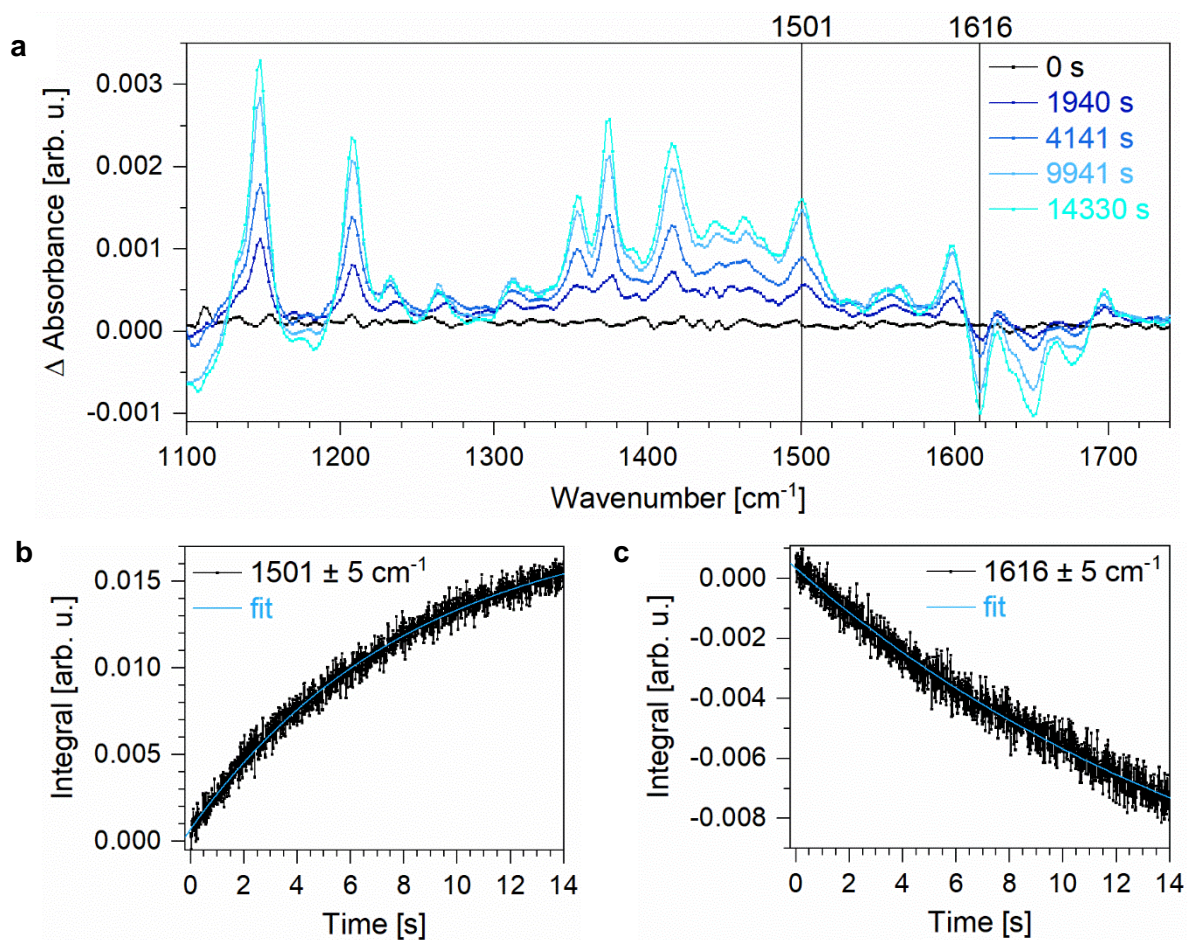 a
1501 1616
0 s
1940 s
4141 s
9941 s
14330 s
0.003
0.002
0.001
0.000
-0.001
Δ Absorbance [arb. u.]
1100 1200 1300 1400 1500 1600 1700
Wavenumber [cm⁻¹]
b
1501 ± 5 cm⁻¹
fit
0.015
0.010
0.005
0.000
Integral [arb. u.]
0 2 4 6 8 10 12 14
Time [s]
c
1616 ± 5 cm⁻¹
fit
0.000
-0.002
-0.004
-0.006
-0.008
Integral [arb. u.]
0 2 4 6 8 10 12 14
Time [s]